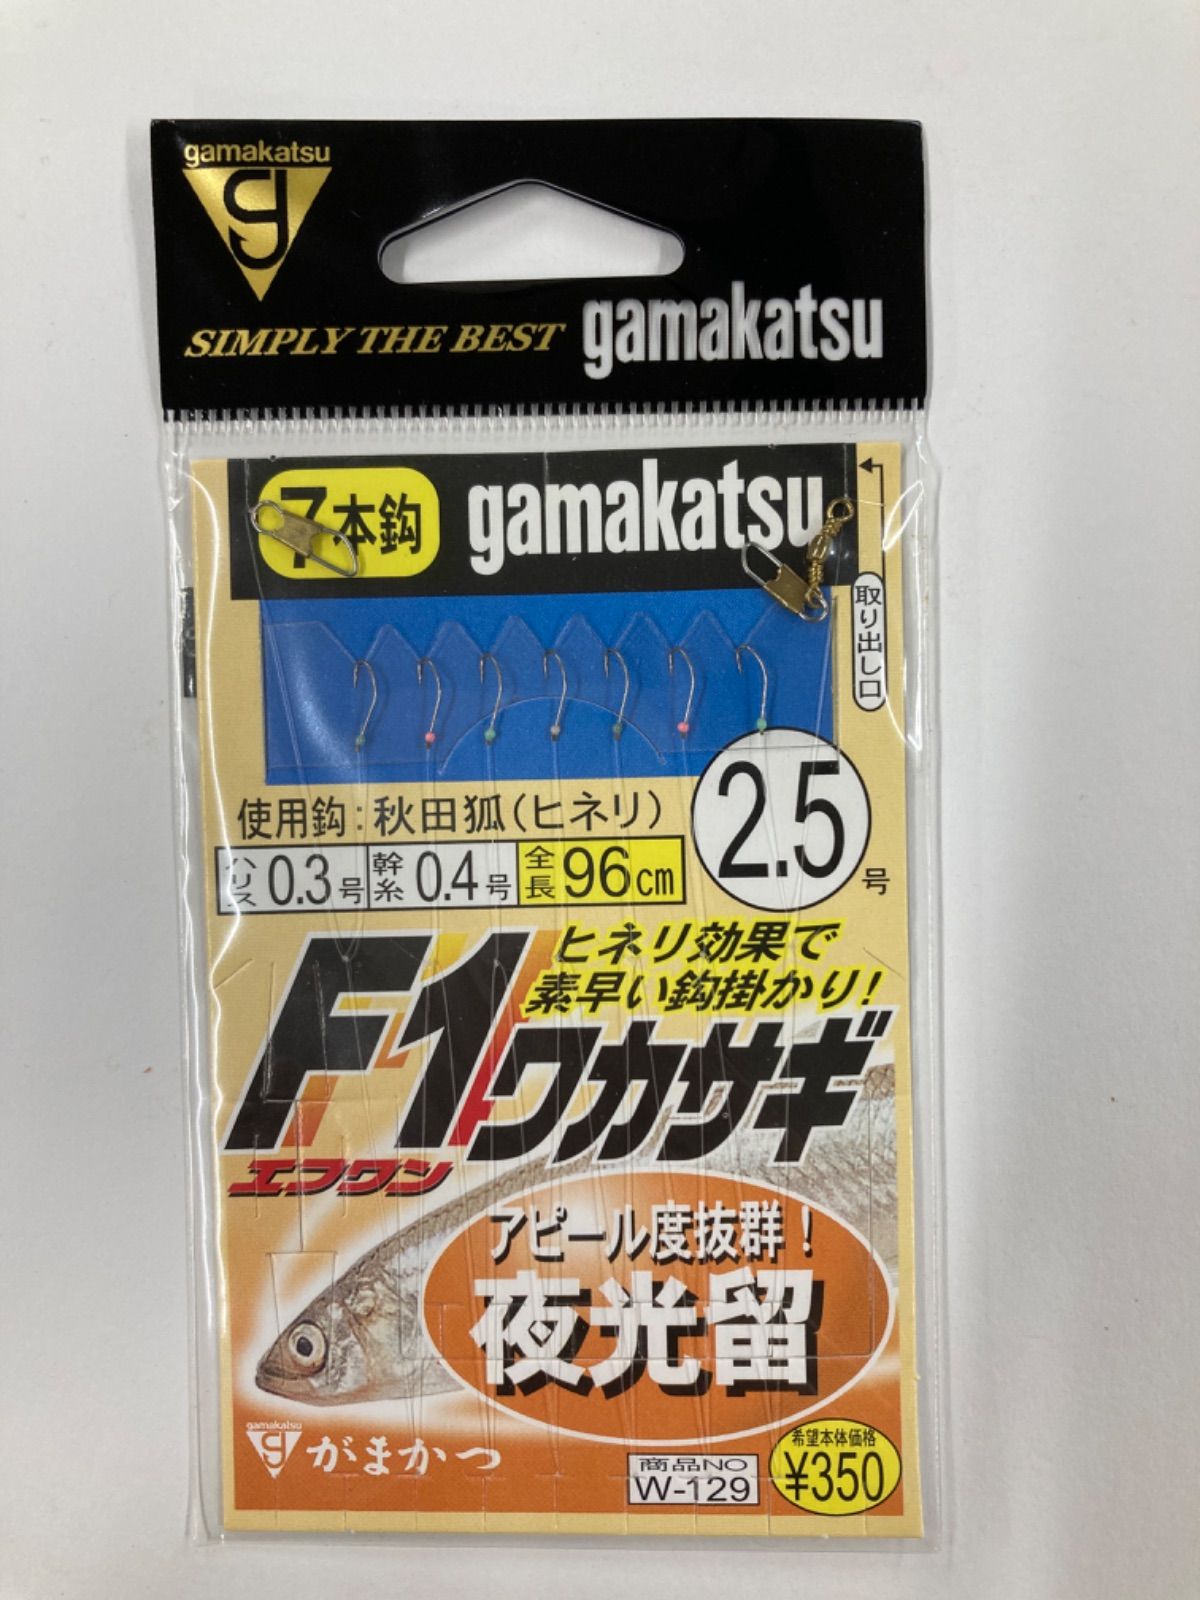 gamakatsu
SIMPLY THE BEST
gamakatsu
7本鈎
gamakatsu
取り出し口
使用鈎:秋田狐(ヒネリ)
2.5号
ハリス0.3号
幹糸0.4号
全長96cm
ヒネリ効果で
素早い鈎掛かり!
F1ワカサギ
エフワン
アピール度抜群!
夜光留
gamakatsu
がまかつ
商品NO
W-129
希望本体価格
¥350